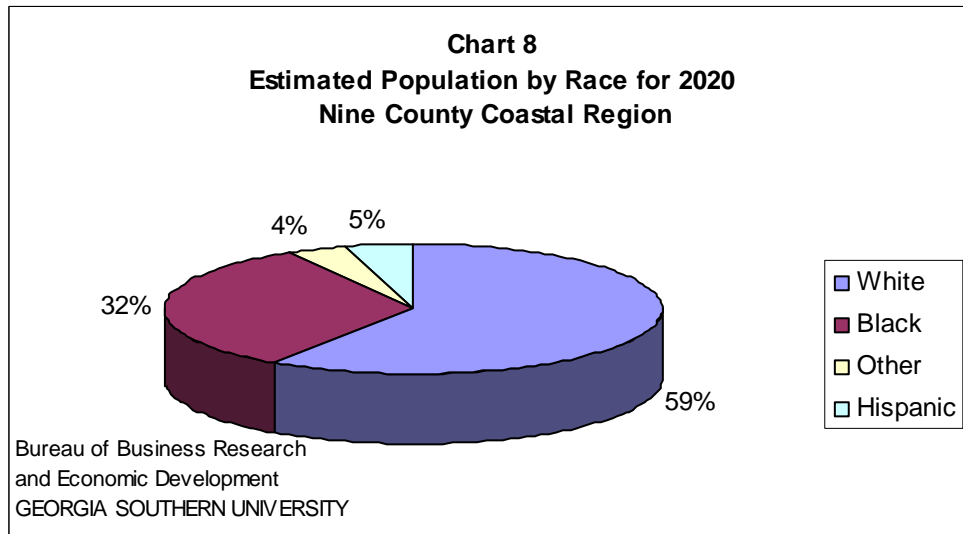 Chart 8
Estimated Population by Race for 2020
Nine County Coastal Region
4%
5%
32%
59%
White
Black
Other
Hispanic
Bureau of Business Research
and Economic Development
GEORGIA SOUTHERN UNIVERSITY